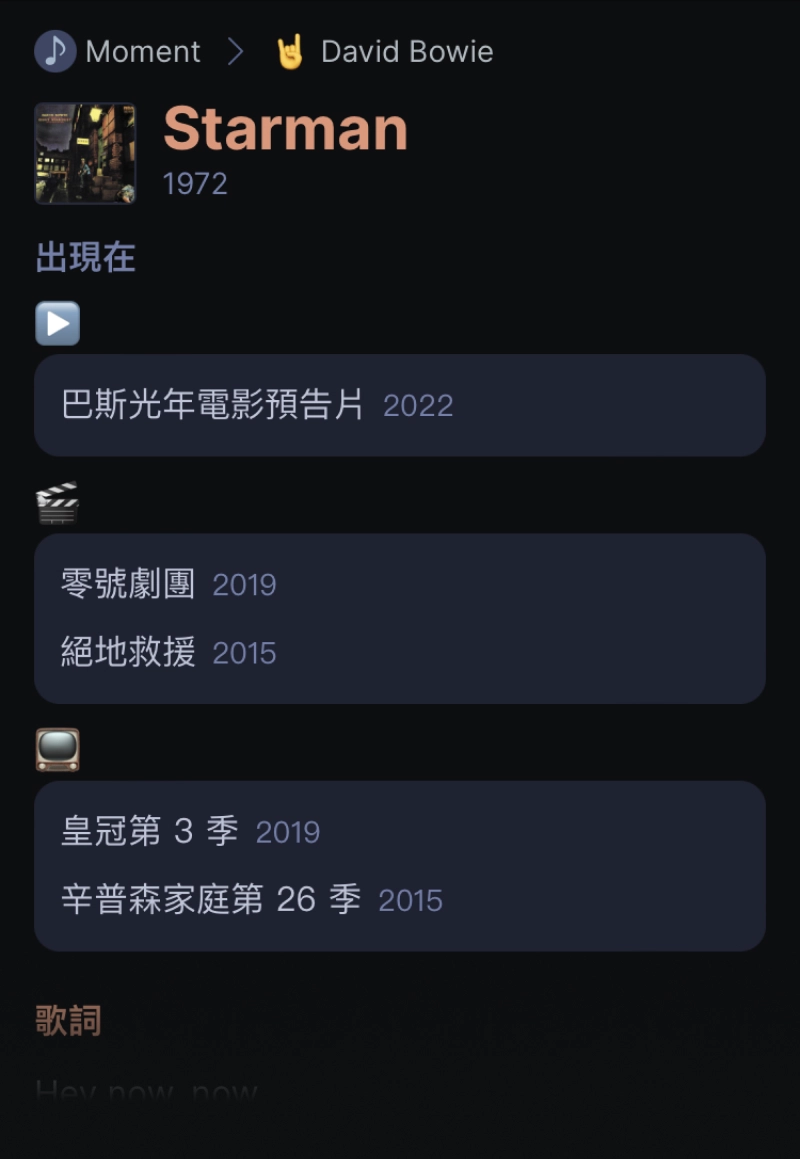 Moment > David Bowie
Starman
1972
出現在
巴斯光年電影預告片 2022
零號劇團 2019
絕地救援 2015
皇冠第 3 季 2019
辛普森家庭第 26 季 2015
歌詞
Hey now, now